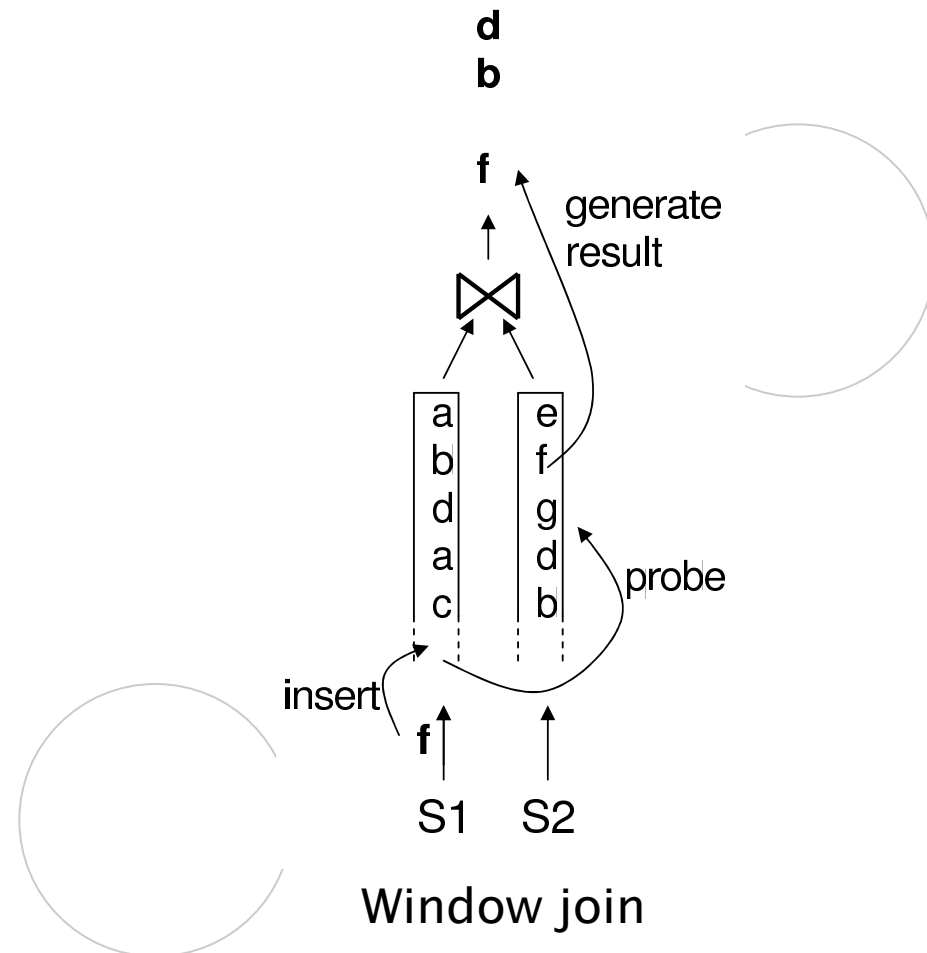 d
b
f
generate
result
a e
b f
d g
a d
c b
probe
insert
f
S1 S2
Window join